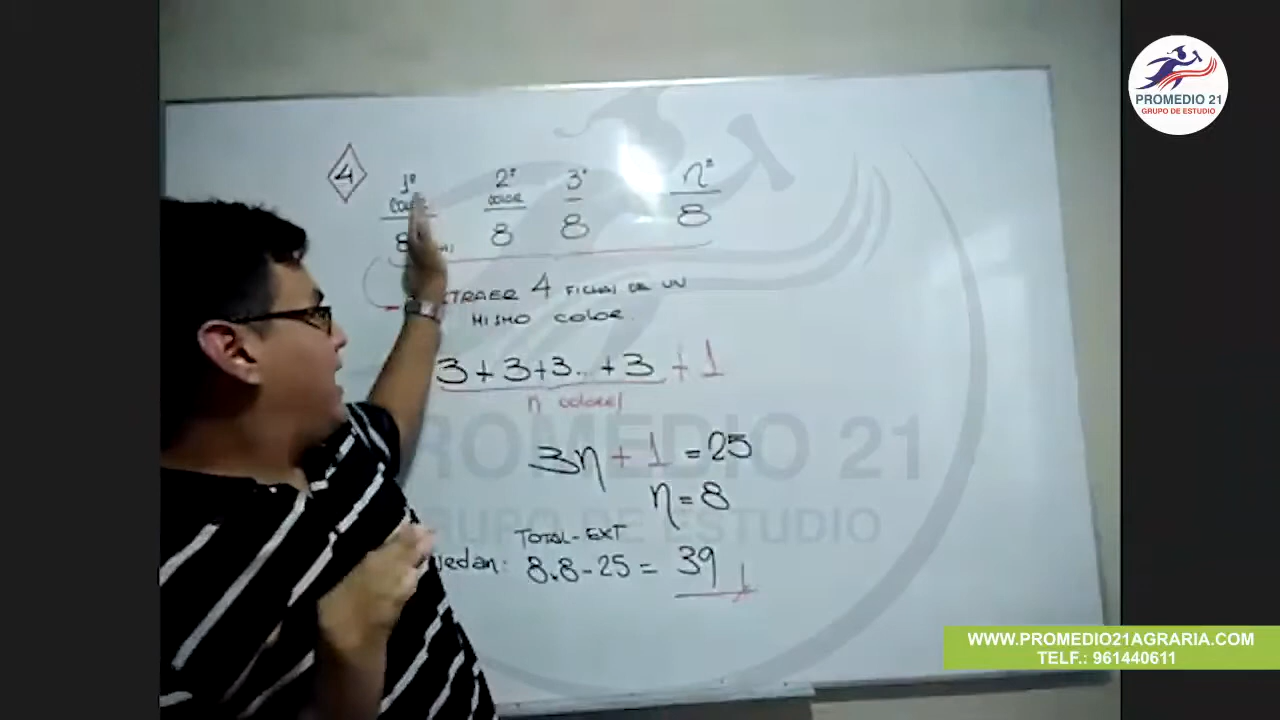 PROMEDIO 21
GRUPO DE ESTUDIO
4
1° 2° 3° n°
COLOR
8 8 8 8
4 FICHAS DE UN
MISMO COLOR.
3+3+3...+3+1
n colores
3n+1=25
n=8
TOTAL-EXT
8.8-25= 39
PROMEDIO 21
GRUPO DE ESTUDIO
WWW.PROMEDIO21AGRARIA.COM
TELF.: 961440611